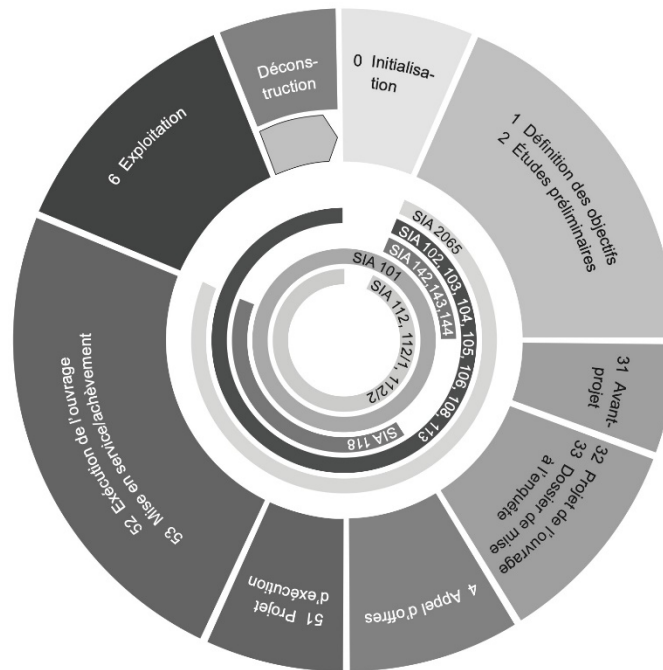 0 Initialisa-
tion
1 Définition des objectifs
2 Études préliminaires
31 Avant-
projet
32 Projet de l'ouvrage
33 Dossier de mise
à l'enquête
4 Appel d'offres
51 Projet
d'exécution
52 Exécution de l'ouvrage
53 Mise en service/achèvement
6 Exploitation
Décons-
truction
SIA 2065
SIA 102, 103, 104, 105, 106, 108, 113
SIA 142,143,144
SIA 101
SIA 112, 112/1, 112/2
SIA 118